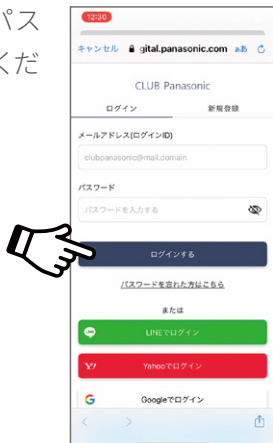 パス
くだ
12:30
キャンセル gital.panasonic.com ぁあ
CLUB Panasonic
ログイン 新規登録
メールアドレス(ログインID)
clubpanasonic@mail.domain
パスワード
パスワードを入力する
ログインする
パスワードを忘れた方はこちら
または
LINE LINEでログイン
Y! Yahooでログイン
G Googleでログイン